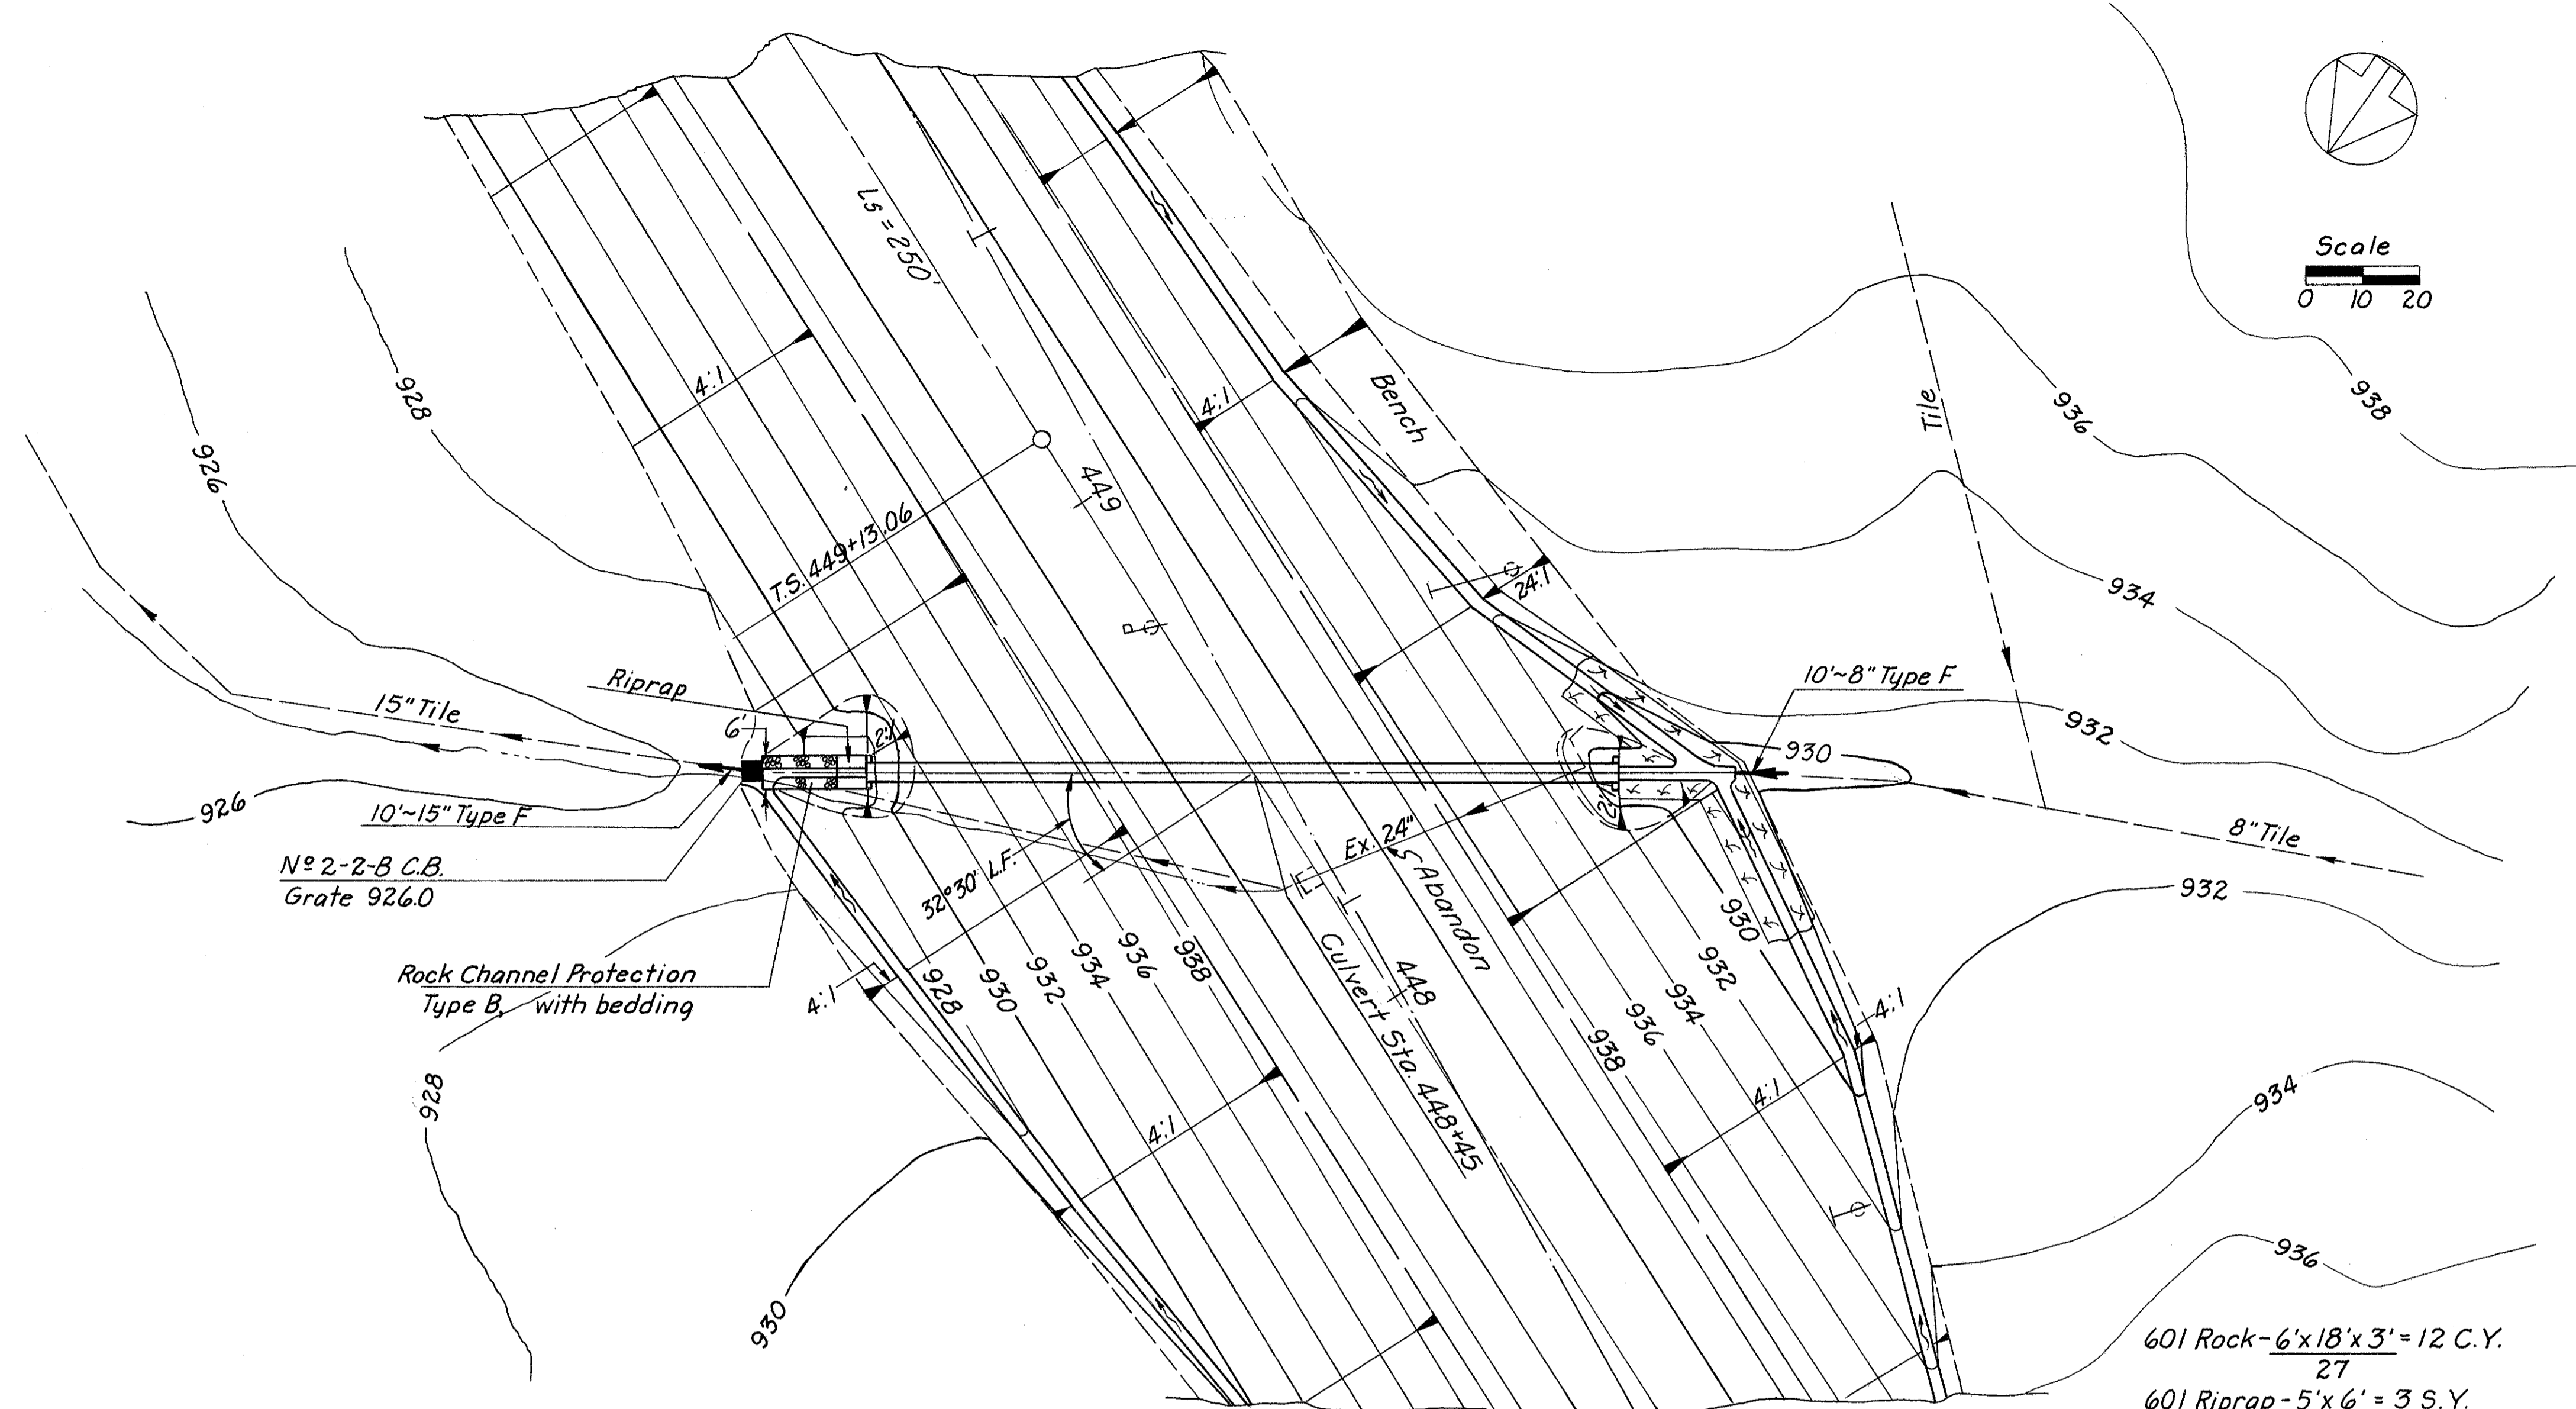 Scale
0 10 20
Ls = 250'
928
926
4:1
4:1
Bench
Tile
936
938
449
T.S. 449+13.06
24:1
934
Riprap
10'~8" Type F
15" Tile
6'
2:1
932
930
926
10'~15" Type F
2:1
8" Tile
Ex. 24"
Abandon
32°30' L.F.
No 2-2-B C.B.
Grate 926.0
932
Rock Channel Protection
Type B, with bedding
4:1
928
930
932
934
936
938
Culvert Sta. 448+45
448
930
932
934
936
938
4:1
4:1
4:1
928
934
930
936
601 Rock - 6'x18'x3' = 12 C.Y.
27
601 Riprap - 5'x6' = 3 S.Y.